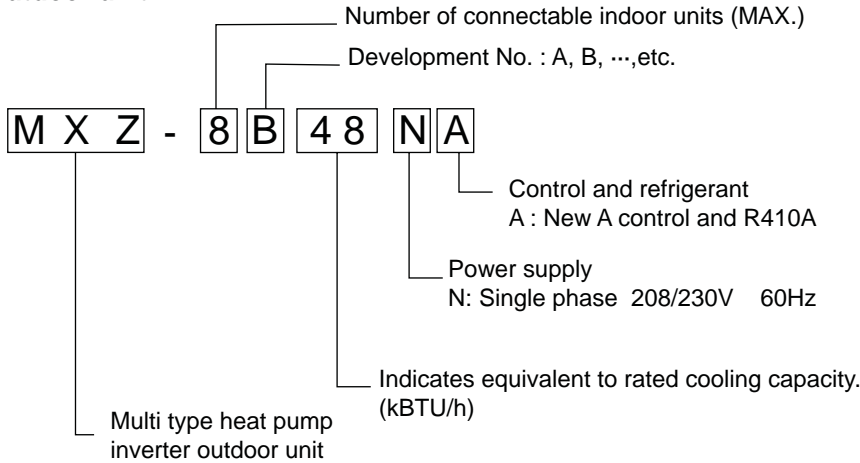 Number of connectable indoor units (MAX.)
Development No. : A, B, ···,etc.
M X Z - 8 B 4 8 N A
Control and refrigerant
A : New A control and R410A
Power supply
N: Single phase 208/230V 60Hz
Indicates equivalent to rated cooling capacity.
(kBTU/h)
Multi type heat pump
inverter outdoor unit